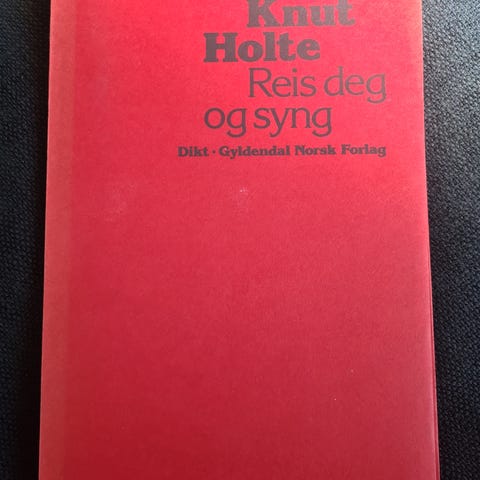 Knut
Holte
Reis deg
og syng
Dikt · Gyldendal Norsk Forlag